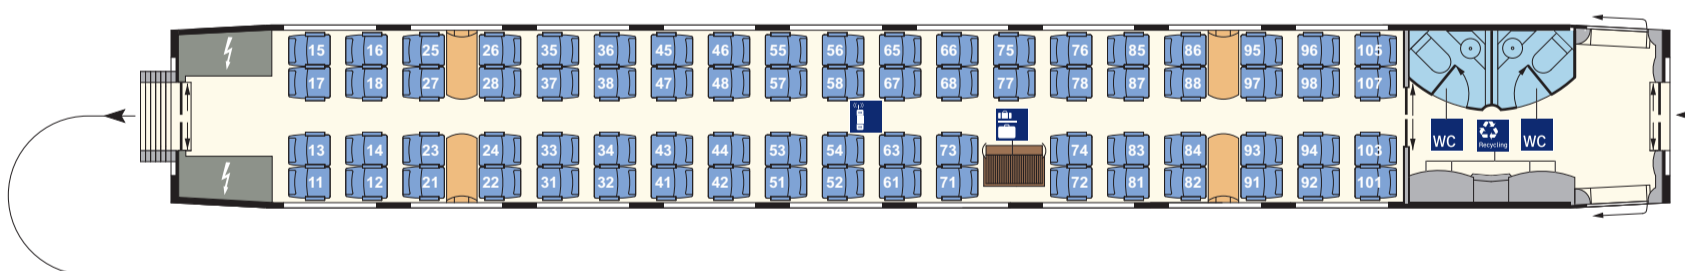 15 16 25 26 35 36 45 46 55 56 65 66 75 76 85 86 95 96 105
17 18 27 28 37 38 47 48 57 58 67 68 77 78 87 88 97 98 107
13 14 23 24 33 34 43 44 53 54 63 73 74 83 84 93 94 103
WC Recycling WC
11 12 21 22 31 32 41 42 51 52 61 71 72 81 82 91 92 101